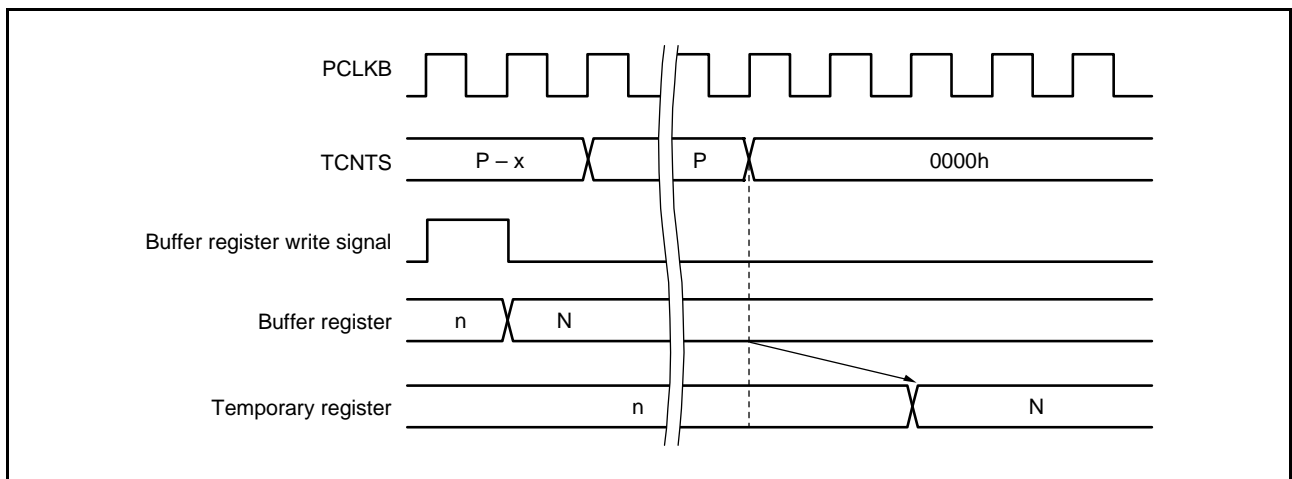 PCLKB
TCNTS P – x P 0000h
Buffer register write signal
Buffer register n N
Temporary register n N